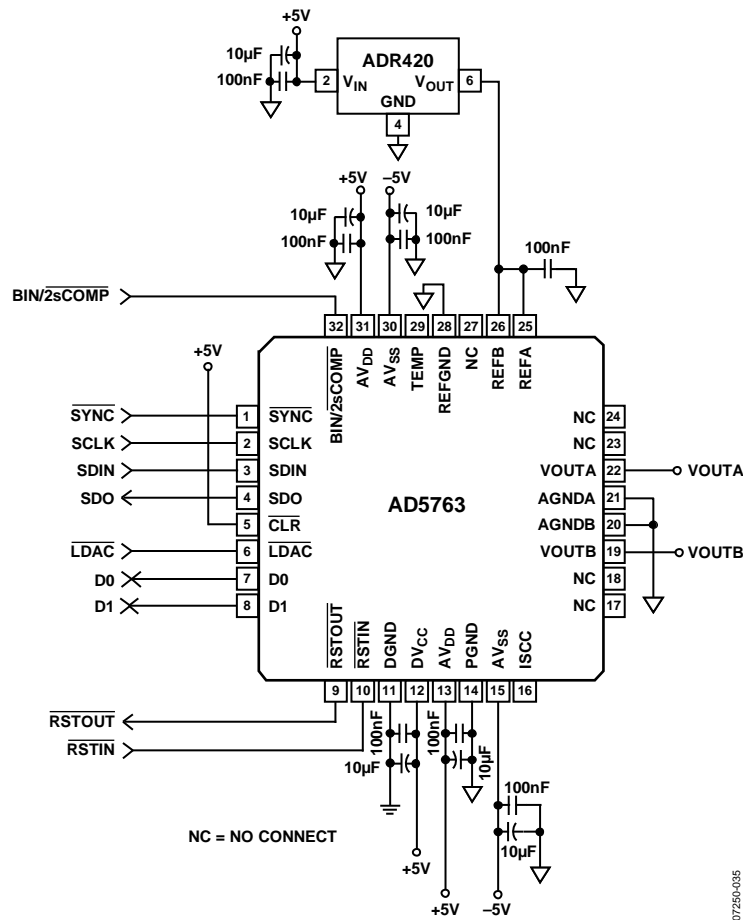 +5V
10µF
100nF
ADR420
2
VIN
VOUT
6
GND
4
+5V
–5V
10µF
100nF
10µF
100nF
100nF
BIN/2sCOMP
32
31
30
29
28
27
26
25
BIN/2sCOMP
AVDD
AVSS
TEMP
REFGND
NC
REFB
REFA
+5V
SYNC
1
SYNC
SCLK
2
SCLK
SDIN
3
SDIN
SDO
4
SDO
5
CLR
LDAC
6
LDAC
D0
7
D0
D1
8
D1
AD5763
NC
24
NC
23
VOUTA
22
VOUTA
AGNDA
21
AGNDB
20
VOUTB
19
VOUTB
NC
18
NC
17
RSTOUT
RSTIN
DGND
DVCC
AVDD
PGND
AVSS
ISCC
9
10
11
12
13
14
15
16
RSTOUT
RSTIN
100nF
10µF
100nF
10µF
100nF
10µF
NC = NO CONNECT
+5V
+5V
–5V
07250-035